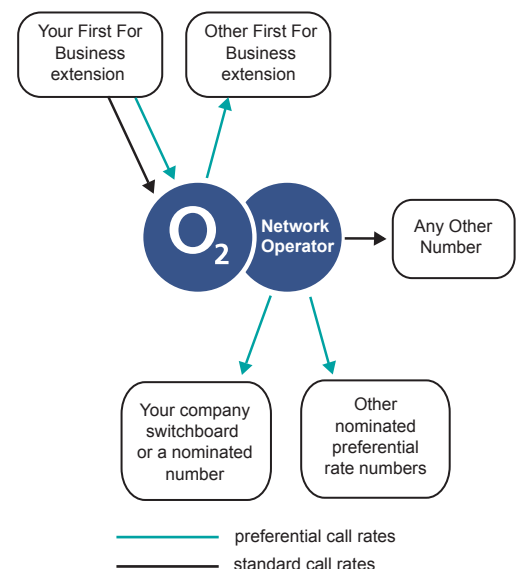 Your First For
Business
extension
Other First For
Business
extension
O2
Network
Operator
Any Other
Number
Your company
switchboard
or a nominated
number
Other
nominated
preferential
rate numbers
preferential call rates
standard call rates